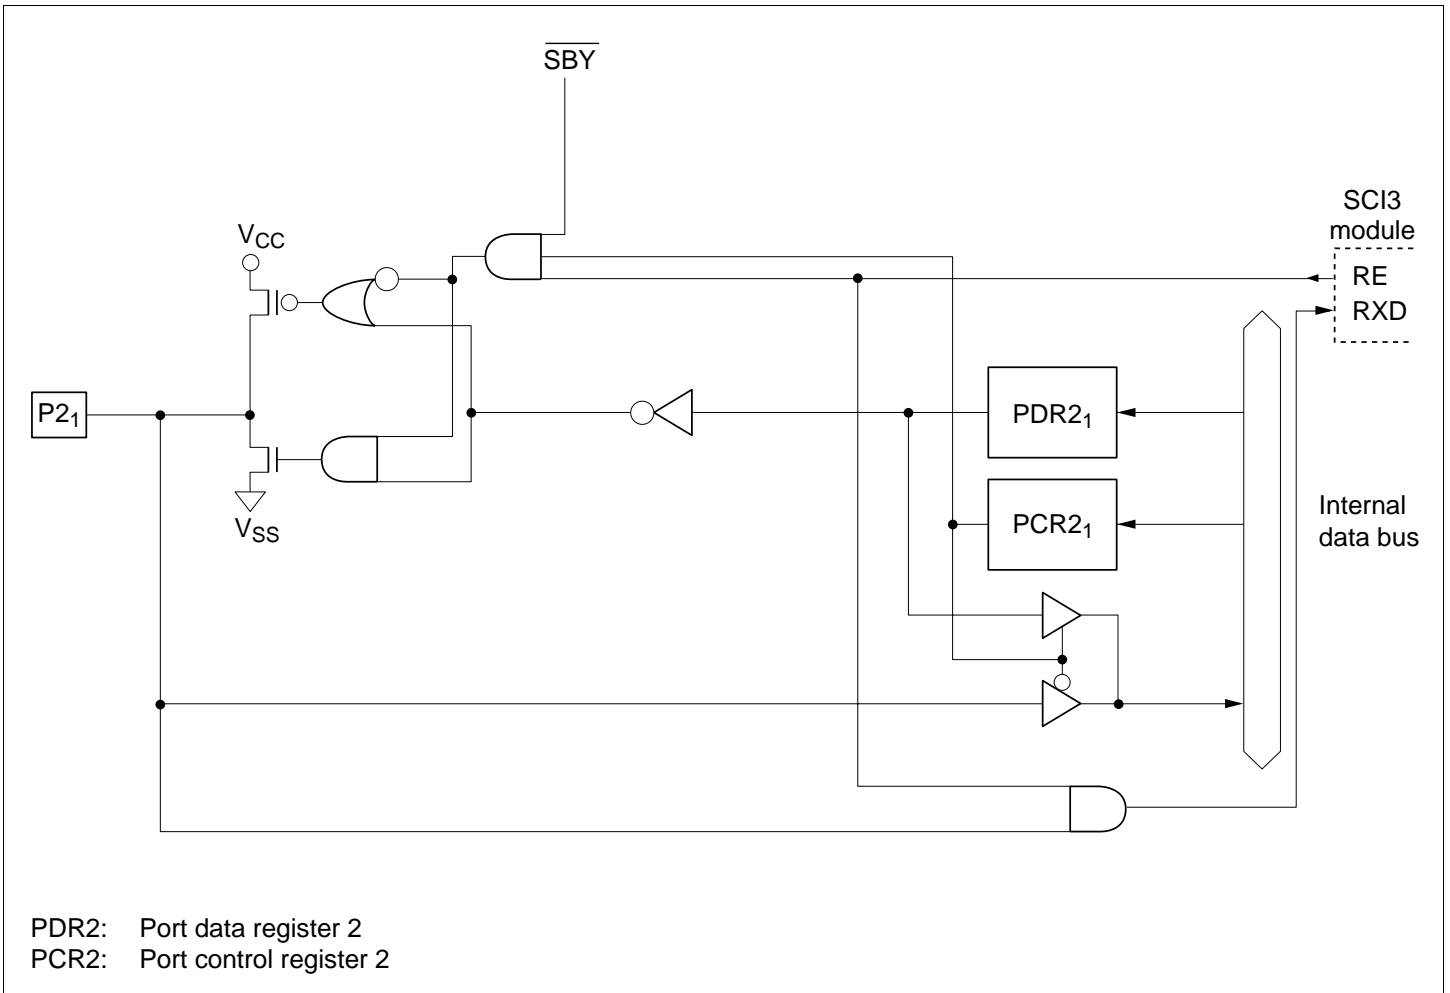 SBY
SCI3
module
VCC
RE
RXD
P21
PDR21
PCR21
Internal
data bus
VSS
PDR2: Port data register 2
PCR2: Port control register 2